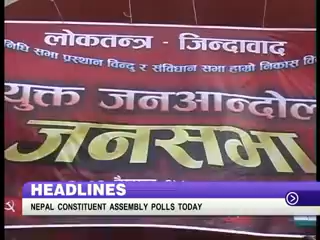 लोकतन्त्र - जिन्दावाद
निधि सभा प्रस्थान विन्दु र संविधान सभा हाम्रो निकास वि
युक्त जनआन्दोल
जनसभा
HEADLINES
NEPAL CONSTITUENT ASSEMBLY POLLS TODAY